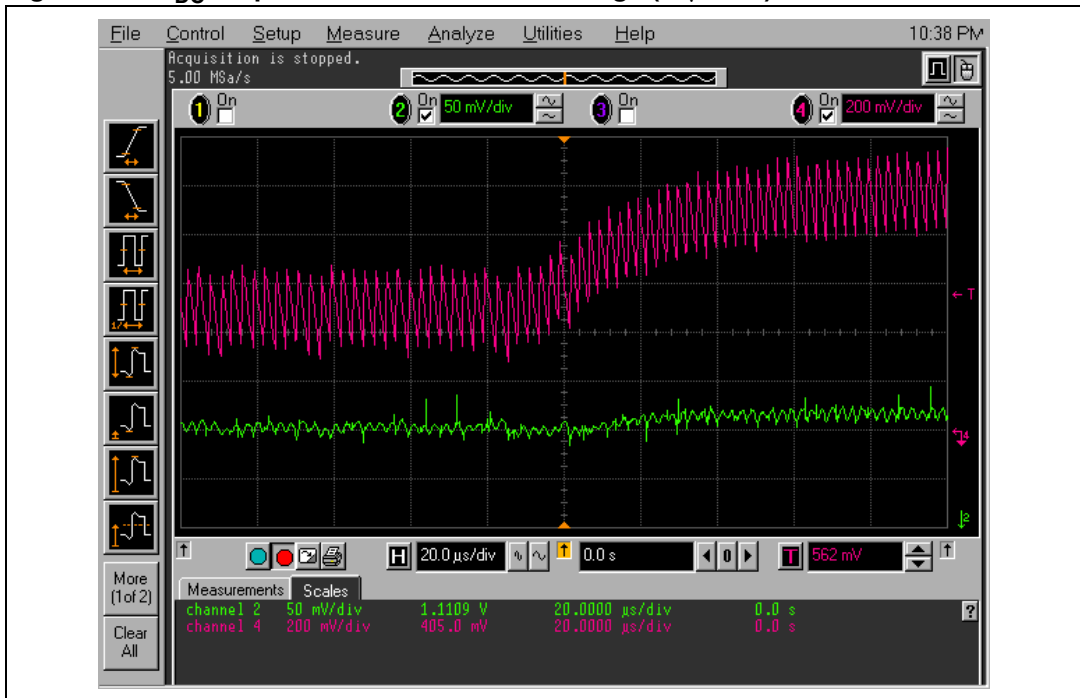 File Control Setup Measure Analyze Utilities Help 10:38 PM
Acquisition is stopped.
5.00 MSa/s
1 On 2 On 50 mV/div 3 On 4 On 200 mV/div
T
4
2
H 20.0 µs/div 0.0 s 0 T 562 mV
More
(1of 2)
Clear
All
Measurements Scales
channel 2 50 mV/div 1.1109 V 20.0000 µs/div 0.0 s
channel 4 200 mV/div 405.0 mV 20.0000 µs/div 0.0 s
?
1/